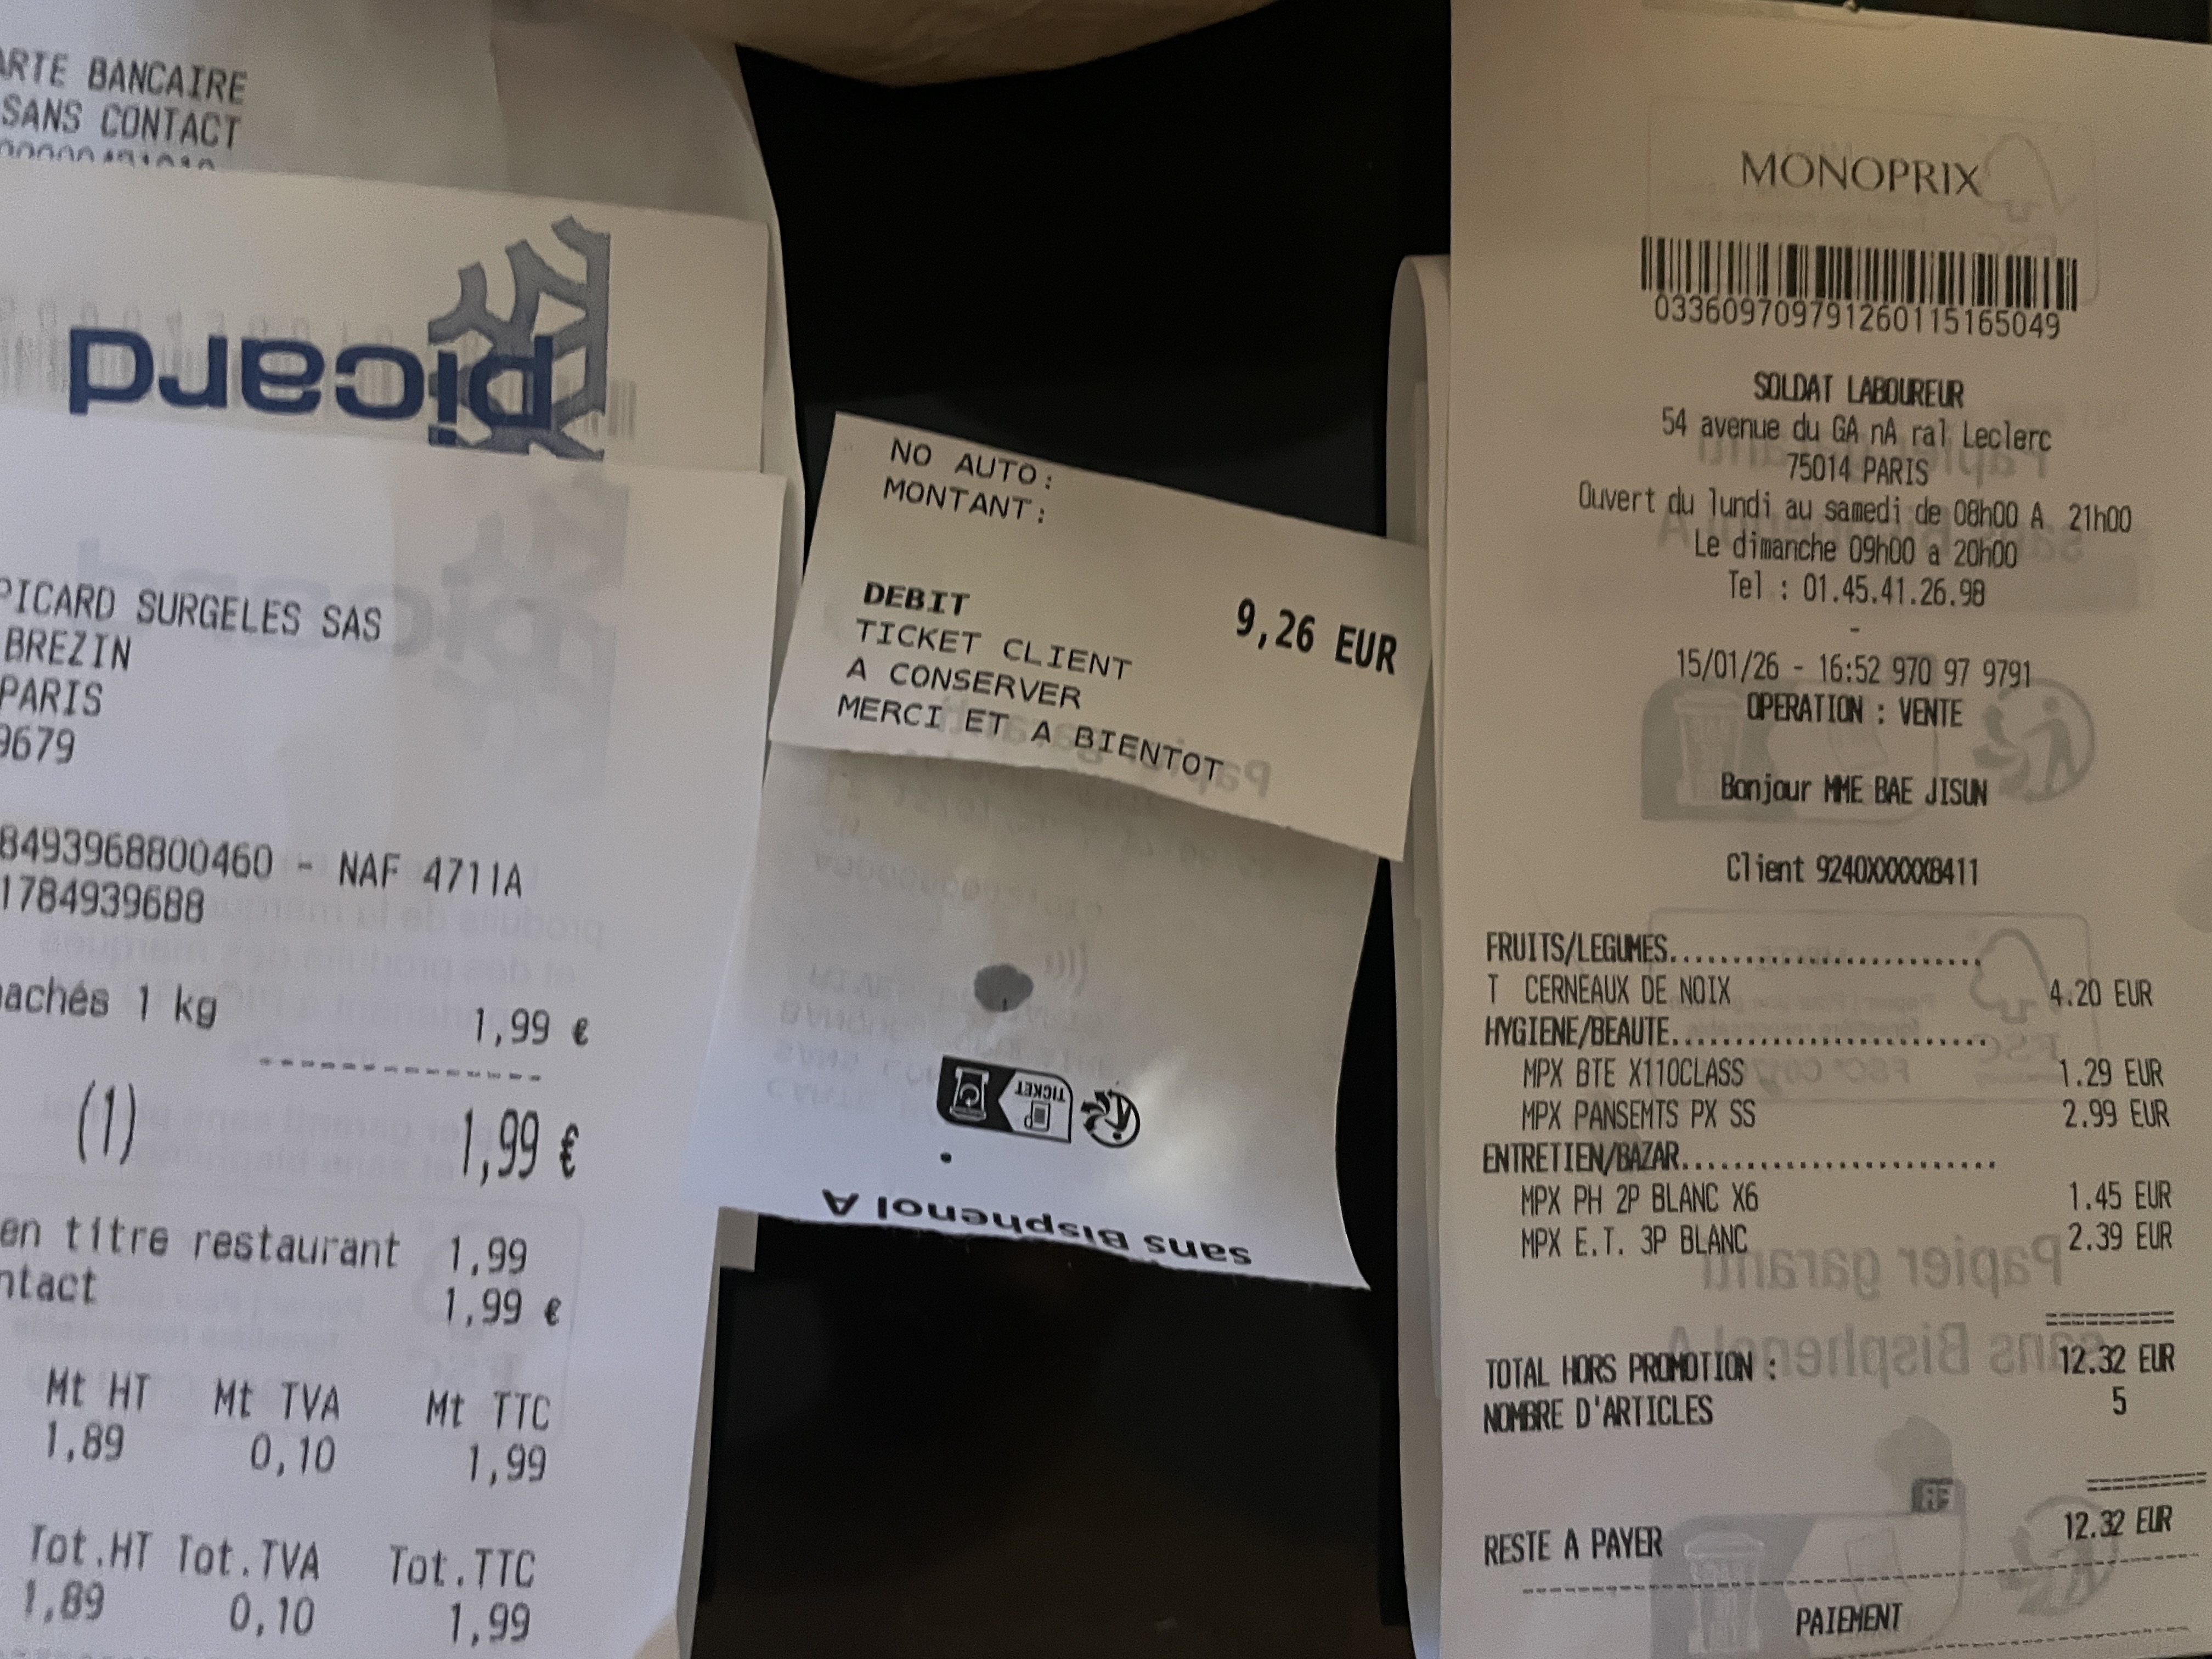 ARTE BANCAIRE
SANS CONTACT
picard
PICARD SURGELES SAS
BREZIN
PARIS
9679
8493968800460 - NAF 4711A
1784939688
achés 1 kg 1,99 €
(1) 1,99 €
en titre restaurant 1,99
ntact 1,99 €
Mt HT Mt TVA Mt TTC
1,89 0,10 1,99
Tot.HT Tot.TVA Tot.TTC
1,89 0,10 1,99
NO AUTO:
MONTANT:
9,26 EUR
DEBIT
TICKET CLIENT
A CONSERVER
MERCI ET A BIENTOT
TICKET
sans Bisphenol A
MONOPRIX
03360970979126011516​5049
SOLDAT LABOUREUR
54 avenue du GA nA ral Leclerc
75014 PARIS
Ouvert du lundi au samedi de 08h00 A 21h00
Le dimanche 09h00 a 20h00
Tel : 01.45.41.26.98
-
15/01/26 - 16:52 970 97 9791
OPERATION : VENTE
Bonjour MME BAE JISUN
Client 9240XXXXX8411
FRUITS/LEGUMES.........................
T CERNEAUX DE NOIX 4.20 EUR
HYGIENE/BEAUTE.........................
MPX BTE X110CLASS 1.29 EUR
MPX PANSEMTS PX SS 2.99 EUR
ENTRETIEN/BAZAR.........................
MPX PH 2P BLANC X6 1.45 EUR
MPX E.T. 3P BLANC 2.39 EUR
==========
TOTAL HORS PROMOTION : 12.32 EUR
NOMBRE D'ARTICLES 5
==========
RESTE A PAYER 12.32 EUR
PAIEMENT
Papier garanti
sans Bisphenol A